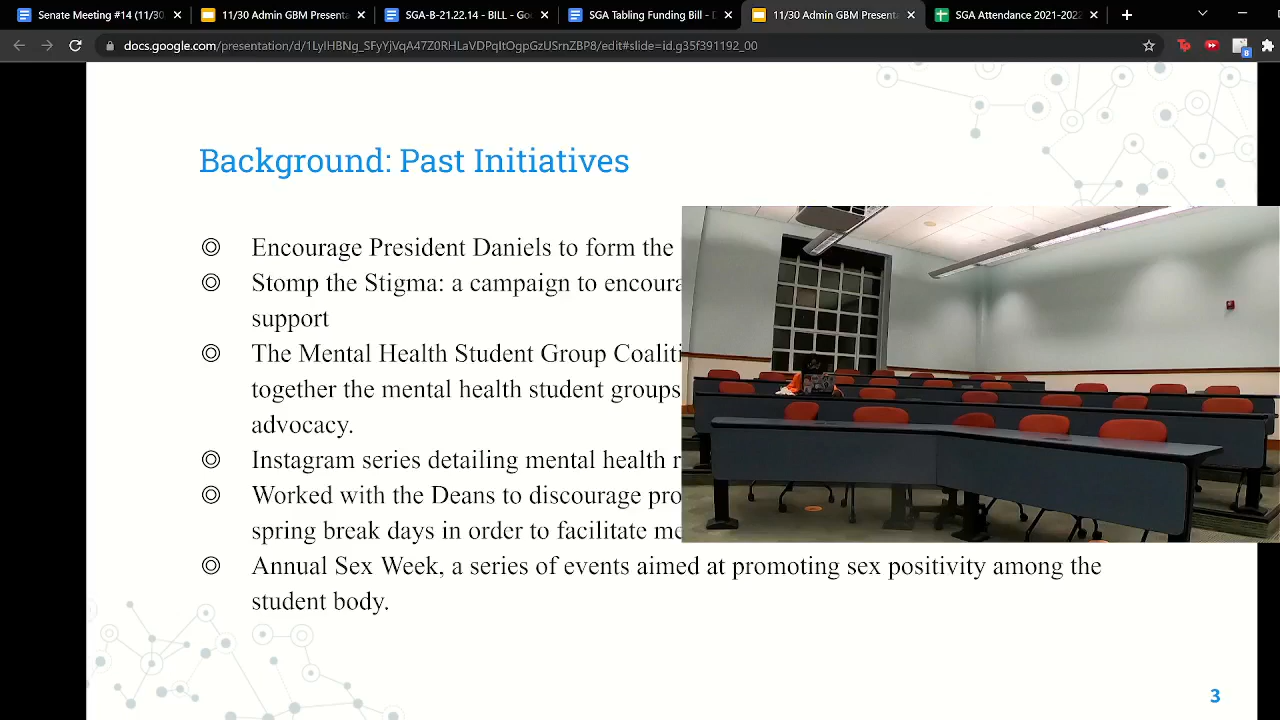 Senate Meeting #14 (11/30
11/30 Admin GBM Presenta
SGA-B-21.22.14 - BILL - Go
SGA Tabling Funding Bill - D
11/30 Admin GBM Presenta
SGA Attendance 2021-2022
docs.google.com/presentation/d/1LylHBNg_SFyYjVqA47Z0RHLaVDPqItOgpGzUSrnZBP8/edit#slide=id.g35f391192_00
8
Background: Past Initiatives
Encourage President Daniels to form the
Stomp the Stigma: a campaign to encoura
support
The Mental Health Student Group Coaliti
together the mental health student groups
advocacy.
Instagram series detailing mental health r
Worked with the Deans to discourage pro
spring break days in order to facilitate me
Annual Sex Week, a series of events aimed at promoting sex positivity among the
student body.
3